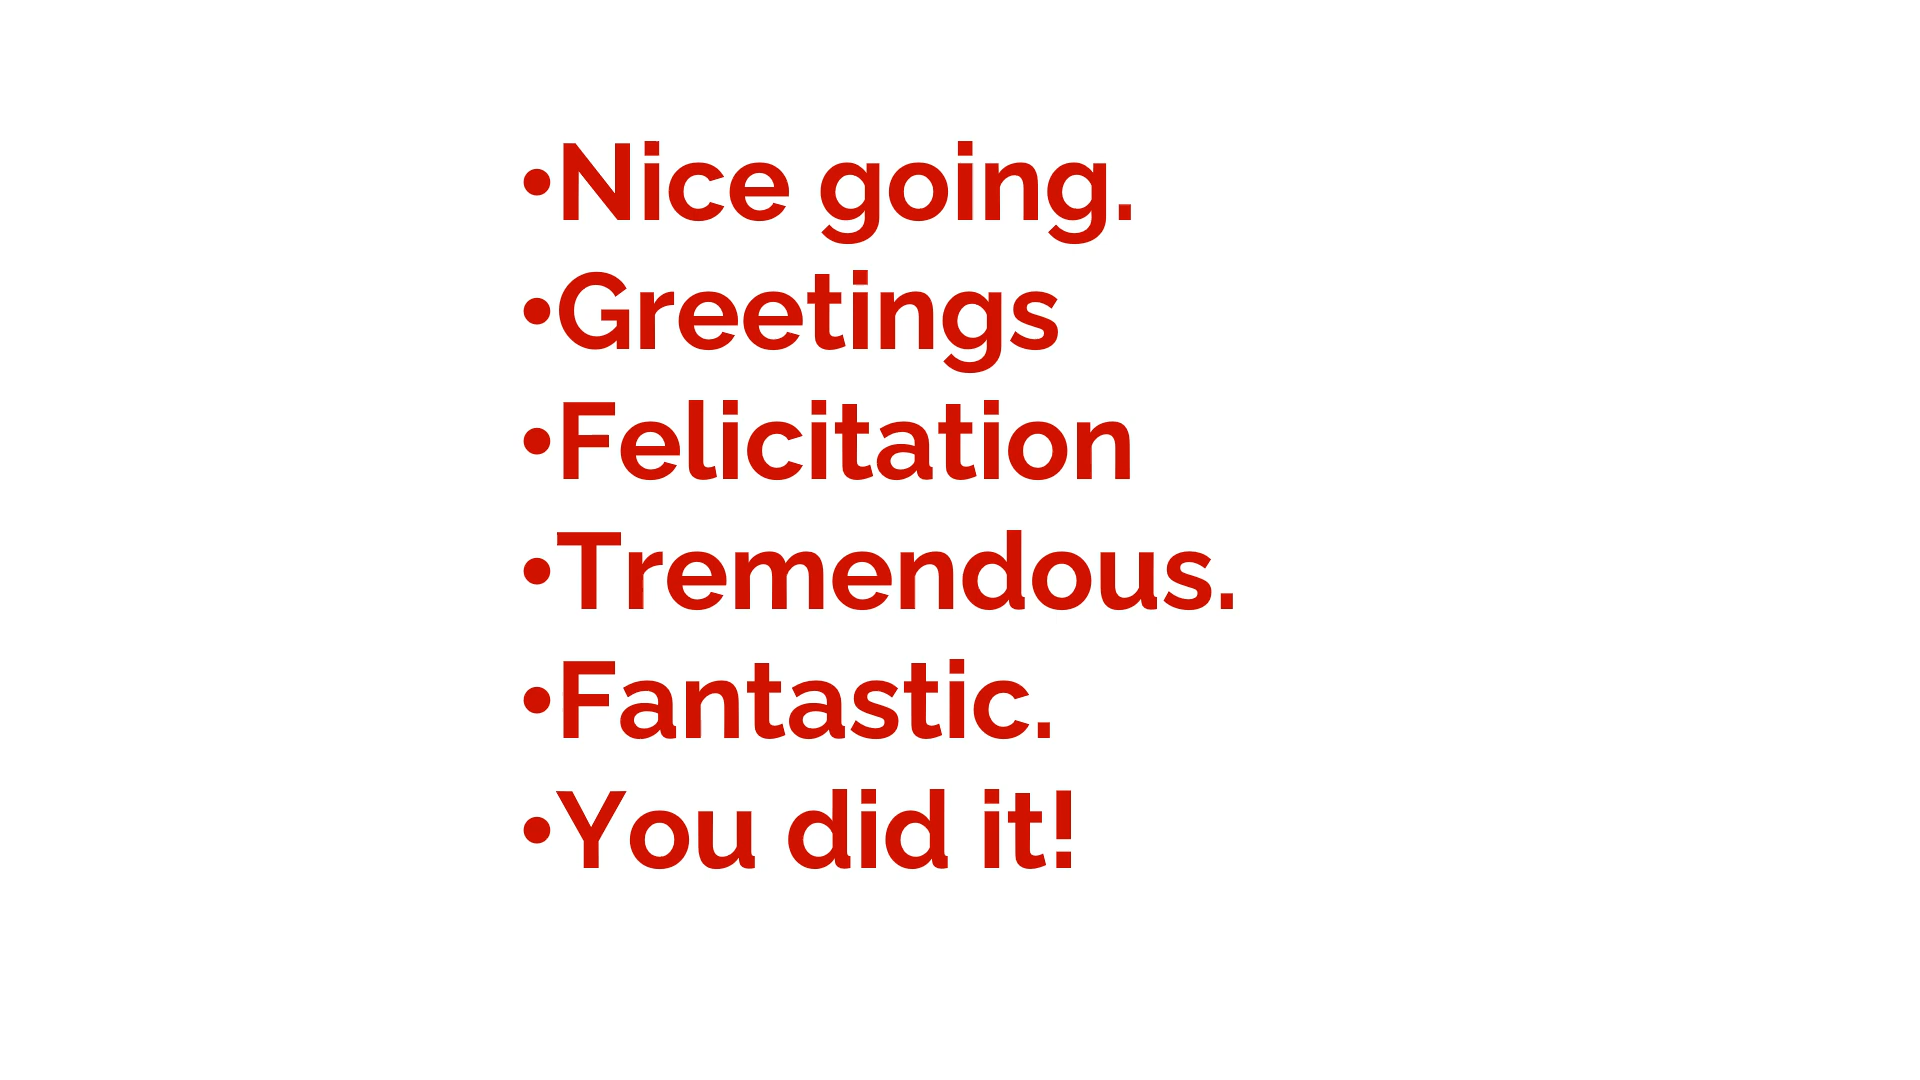 •Nice going.
•Greetings
•Felicitation
•Tremendous.
•Fantastic.
•You did it!